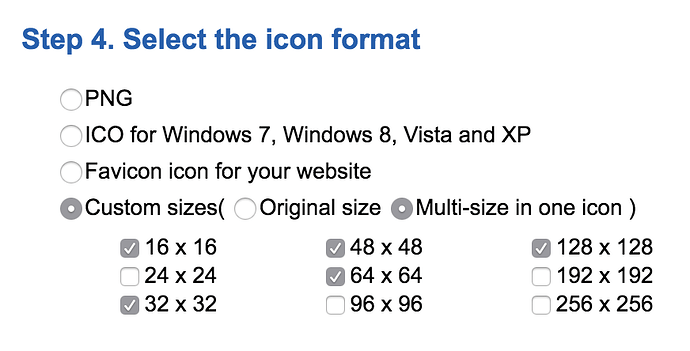 Step 4. Select the icon format
PNG
ICO for Windows 7, Windows 8, Vista and XP
Favicon icon for your website
Custom sizes( Original size Multi-size in one icon )
16 x 16 48 x 48 128 x 128
24 x 24 64 x 64 192 x 192
32 x 32 96 x 96 256 x 256